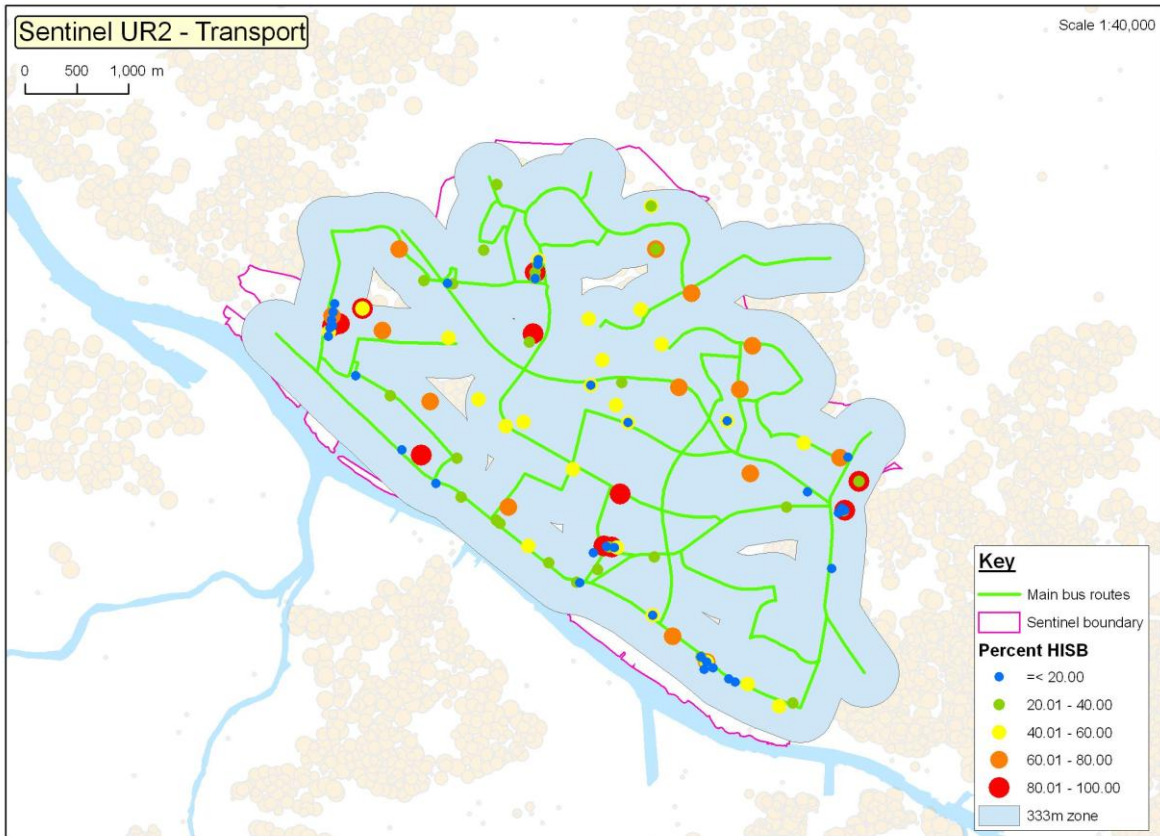 Sentinel UR2 - Transport
Scale 1:40,000
0 500 1,000 m
Key
Main bus routes
Sentinel boundary
Percent HISB
=< 20.00
20.01 - 40.00
40.01 - 60.00
60.01 - 80.00
80.01 - 100.00
333m zone